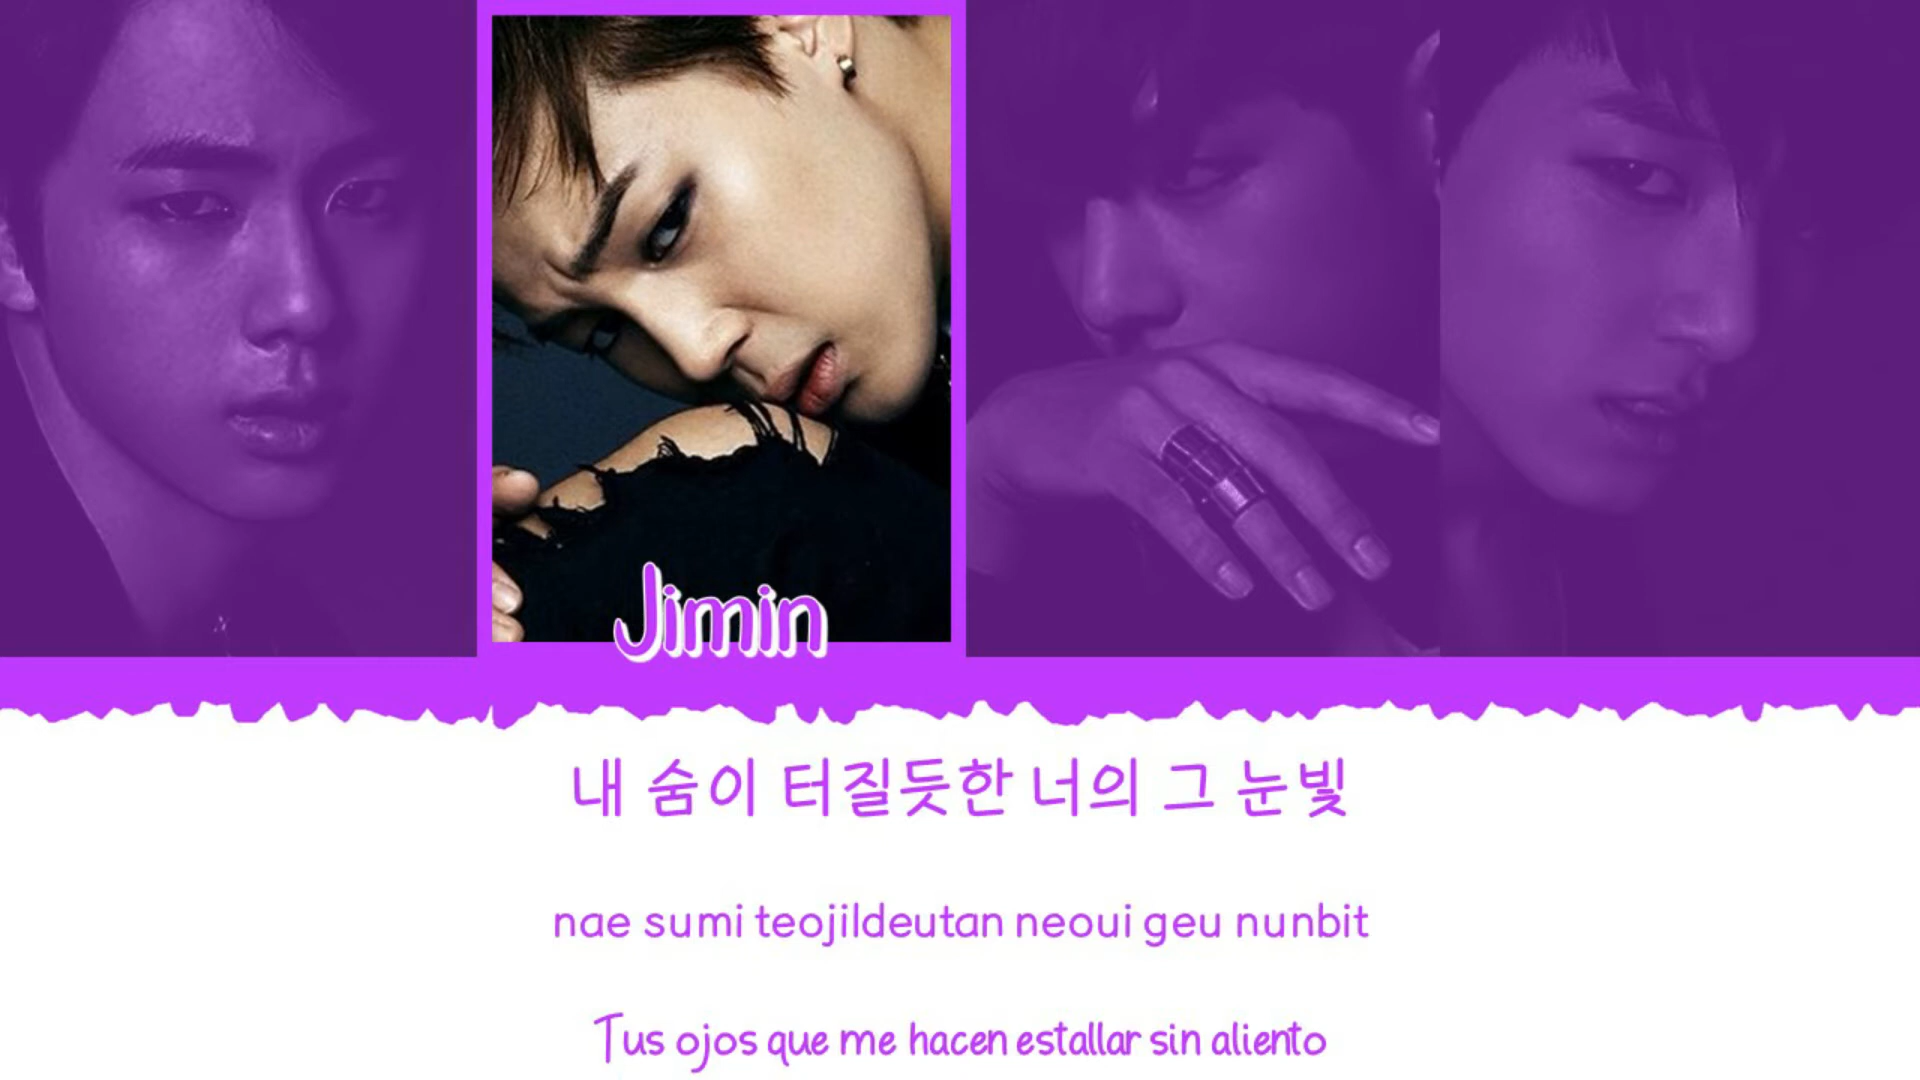 Jimin
내 숨이 터질듯한 너의 그 눈빛
nae sumi teojildeutan neoui geu nunbit
Tus ojos que me hacen estallar sin aliento